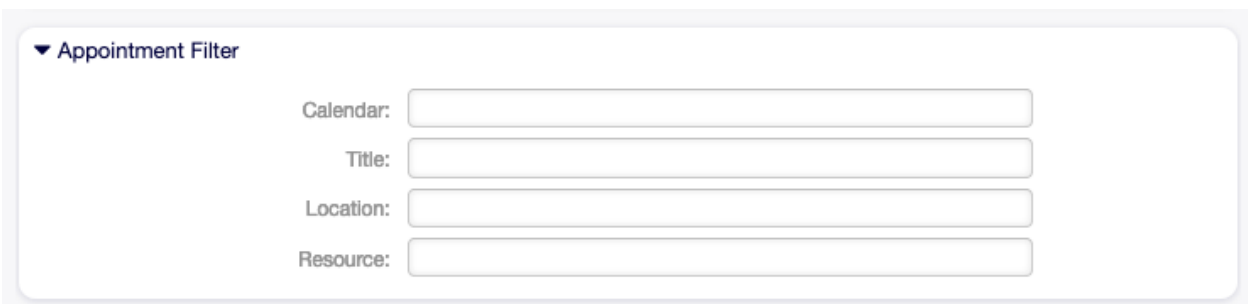 Appointment Filter
Calendar:
Title:
Location:
Resource: